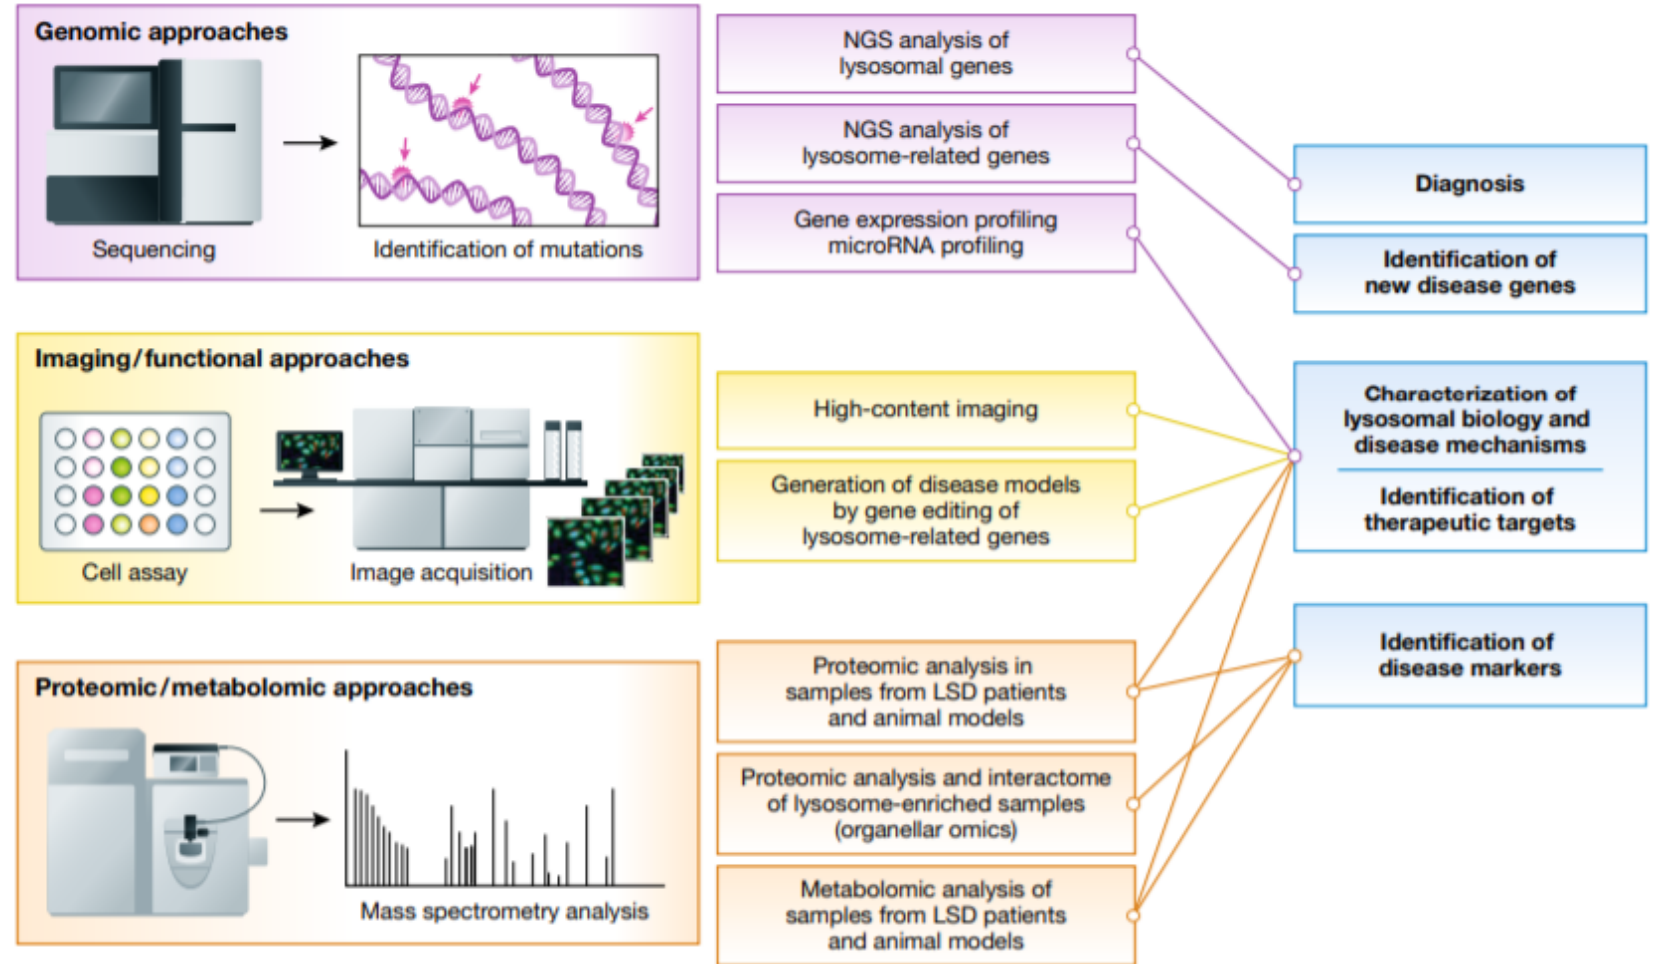 Genomic approaches
Sequencing
Identification of mutations
NGS analysis of
lysosomal genes
NGS analysis of
lysosome-related genes
Gene expression profiling
microRNA profiling
Diagnosis
Identification of
new disease genes
Imaging/functional approaches
Cell assay
Image acquisition
High-content imaging
Generation of disease models
by gene editing of
lysosome-related genes
Characterization of
lysosomal biology and
disease mechanisms
Identification of
therapeutic targets
Proteomic/metabolomic approaches
Mass spectrometry analysis
Proteomic analysis in
samples from LSD patients
and animal models
Proteomic analysis and interactome
of lysosome-enriched samples
(organellar omics)
Metabolomic analysis of
samples from LSD patients
and animal models
Identification of
disease markers